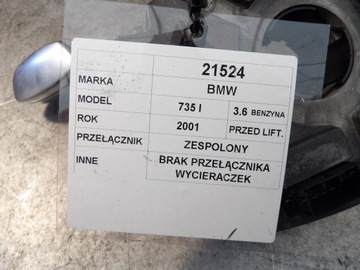 21524
MARKA BMW
MODEL 735 I 3.6 BENZYNA
ROK 2001 PRZED LIFT.
PRZEŁĄCZNIK ZESPOLONY
INNE BRAK PRZEŁĄCZNIKA
WYCIERACZEK